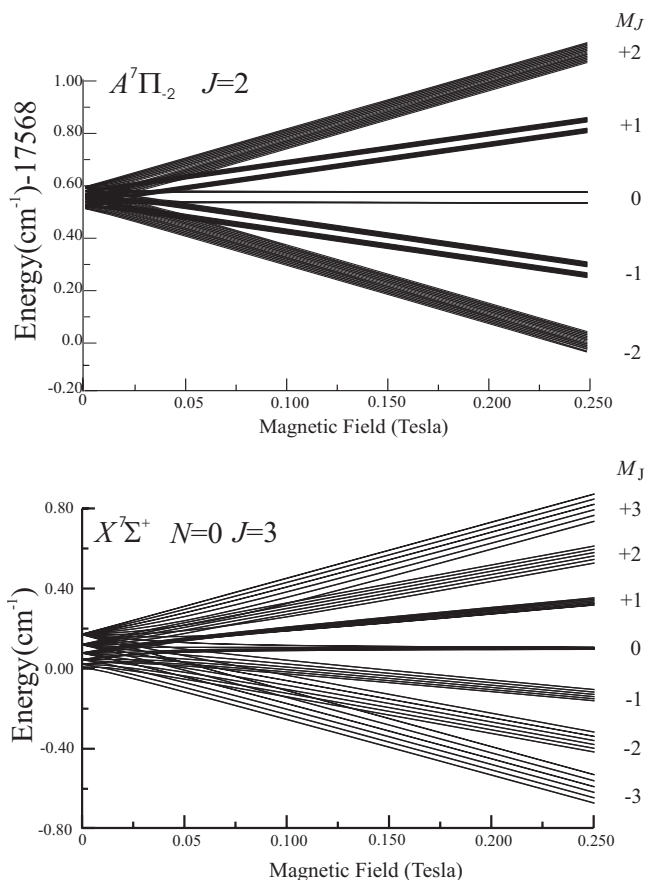 M_J
A⁷Π₋₂ J=2
+2
1.00
0.80
+1
0.60
0
0.40
0.20
-1
0.0
-2
-0.20
0 0.05 0.100 0.150 0.200 0.250
Magnetic Field (Tesla)
Energy(cm⁻¹)-17568
M_J
0.80
X⁷Σ⁺ N=0 J=3
+3
+2
0.40
+1
0
0.00
-1
-0.40
-2
-3
-0.80
0 0.05 0.100 0.150 0.200 0.250
Magnetic Field (Tesla)
Energy(cm⁻¹)